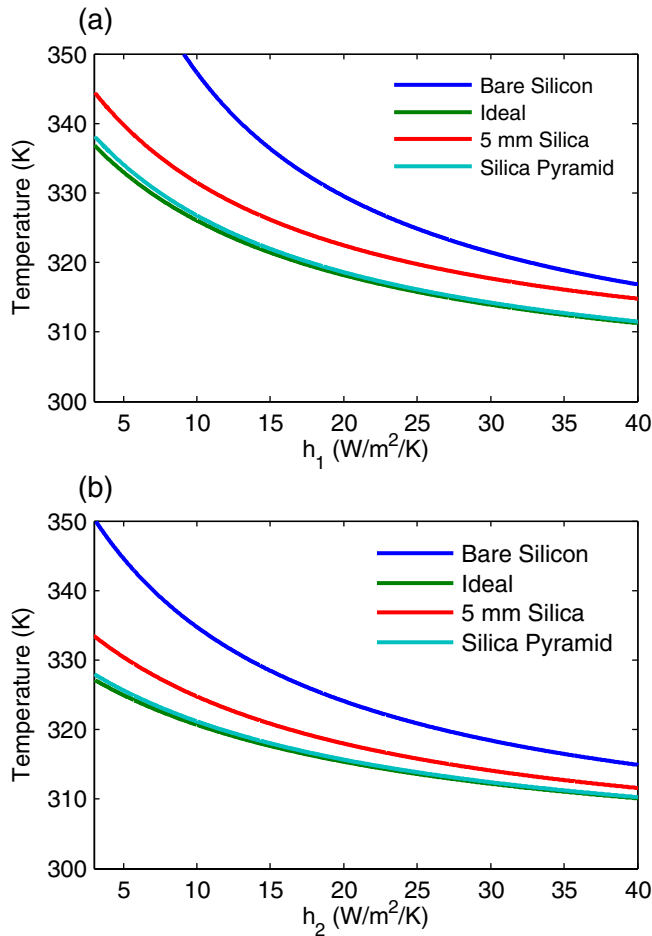 (a)
350
340
330
320
310
300
Temperature (K)
Bare Silicon
Ideal
5 mm Silica
Silica Pyramid
5 10 15 20 25 30 35 40
h₁ (W/m²/K)
(b)
350
340
330
320
310
300
Temperature (K)
Bare Silicon
Ideal
5 mm Silica
Silica Pyramid
5 10 15 20 25 30 35 40
h₂ (W/m²/K)